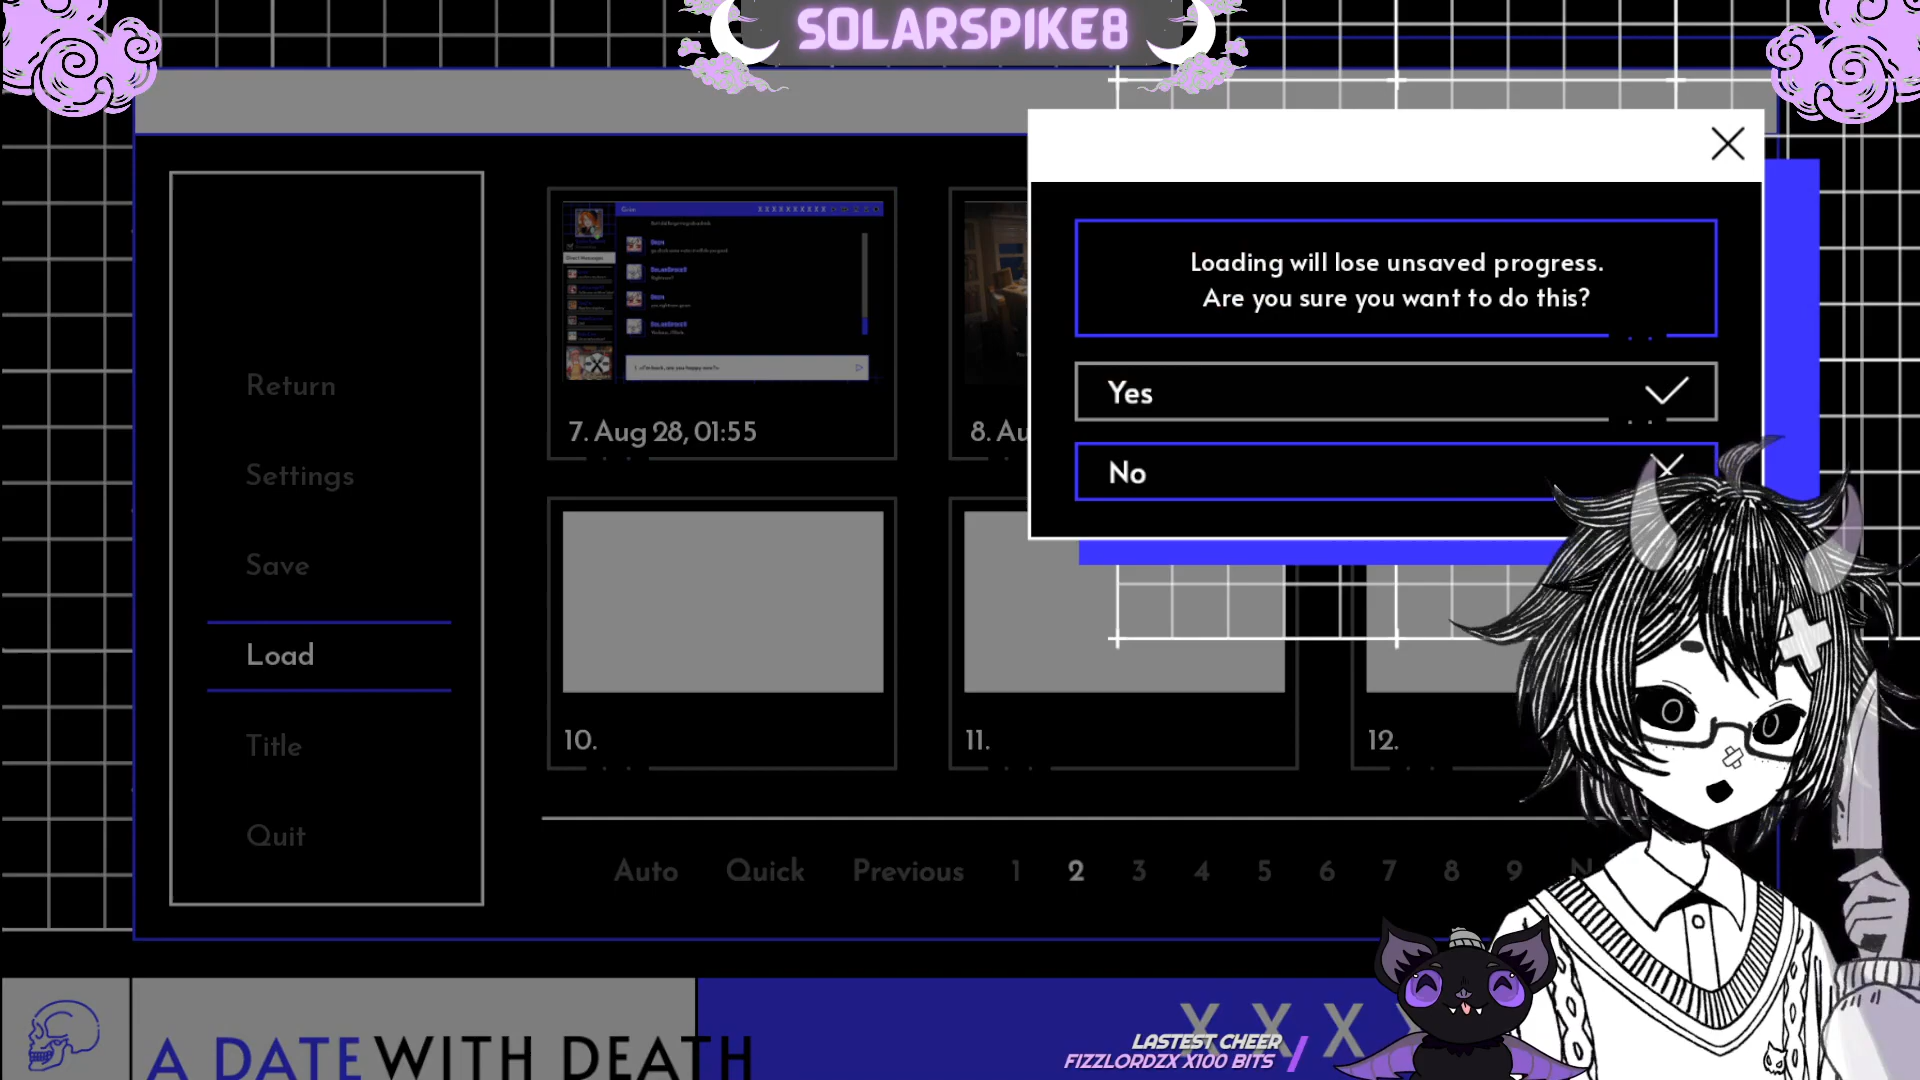 SOLARSPIKE8
Loading will lose unsaved progress.
Are you sure you want to do this?
Yes
No
Return
Settings
Save
Load
Title
Quit
Direct Messages
7. Aug 28, 01:55
8. Au
10.
11.
12.
Auto Quick Previous 1 2 3 4 5 6 7 8 9 N
A DATE WITH DEATH
X X X
LASTEST CHEER
FIZZLORDZX X100 BITS